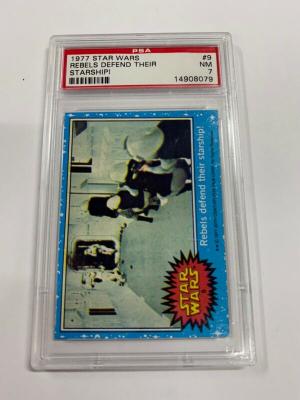 PSA
1977 STAR WARS #9
REBELS DEFEND THEIR NM
STARSHIP! 7
14908079
Rebels defend their starship!
STAR
WARS